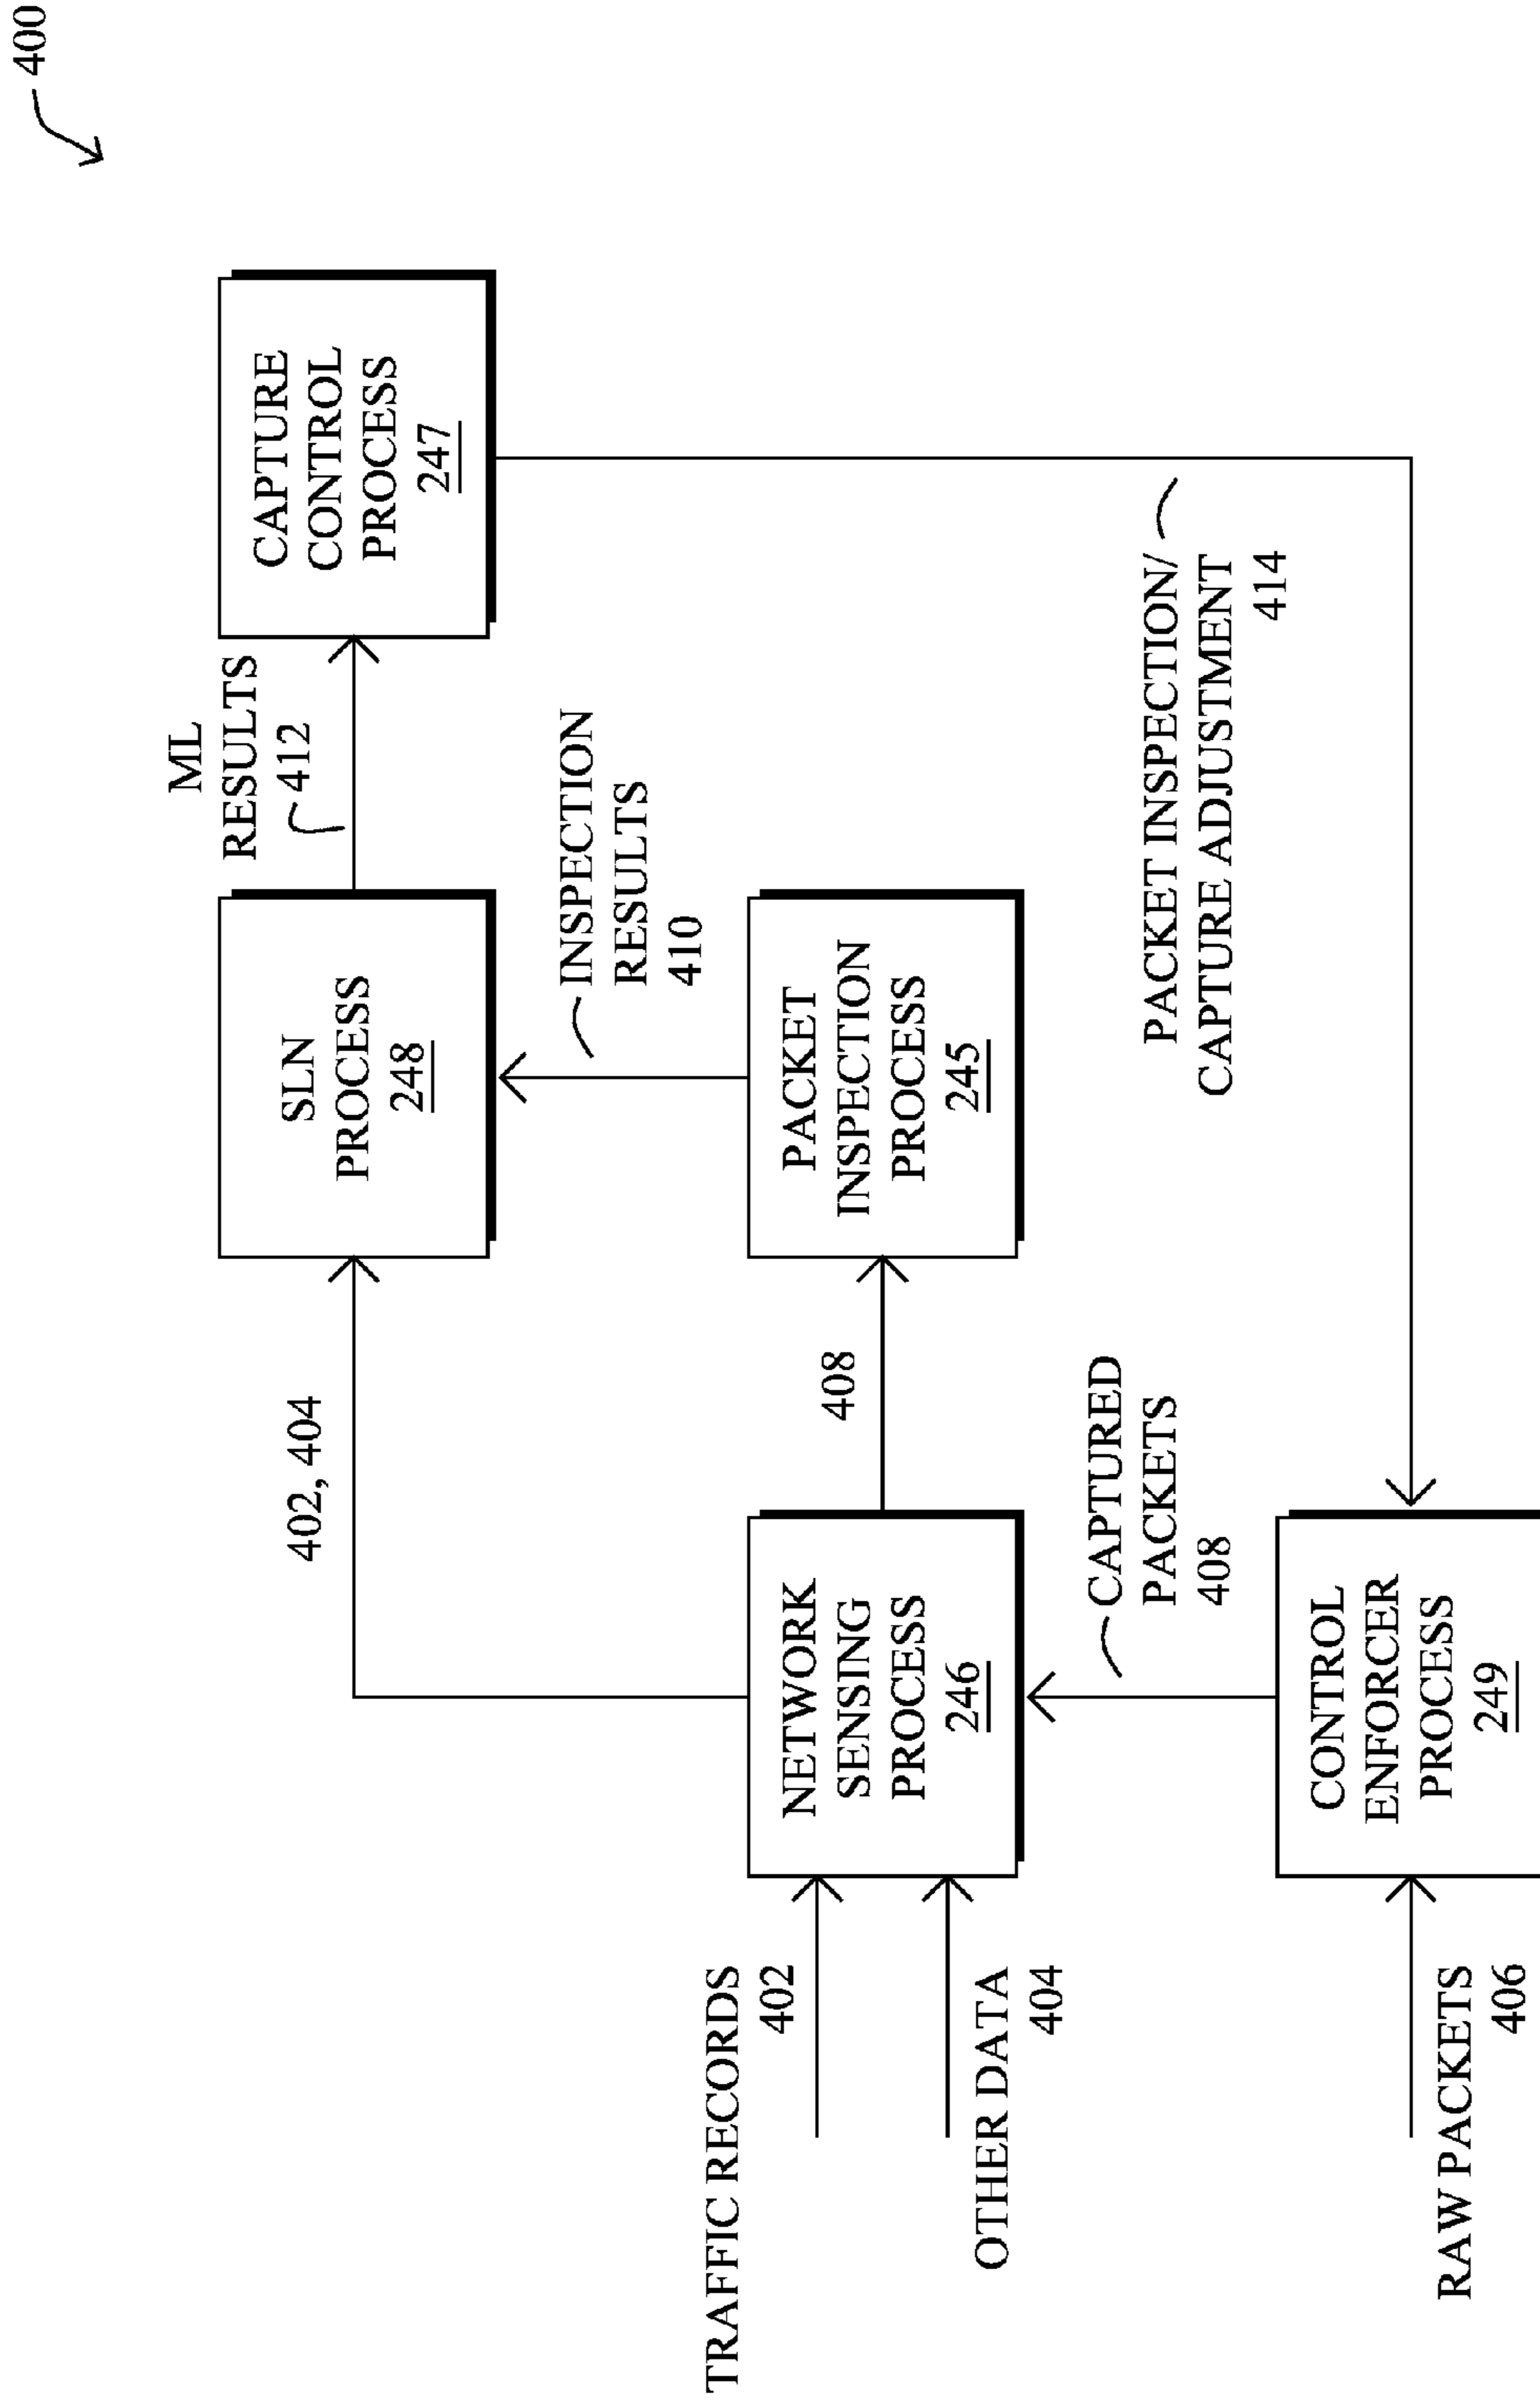 400
ML
RESULTS
412
402, 404
SLN
PROCESS
248
CAPTURE
CONTROL
PROCESS
247
INSPECTION
RESULTS
410
TRAFFIC RECORDS
402
OTHER DATA
404
NETWORK
SENSING
PROCESS
246
408
PACKET
INSPECTION
PROCESS
245
CAPTURED
PACKETS
408
PACKET INSPECTION/
CAPTURE ADJUSTMENT
414
RAW PACKETS
406
CONTROL
ENFORCER
PROCESS
249